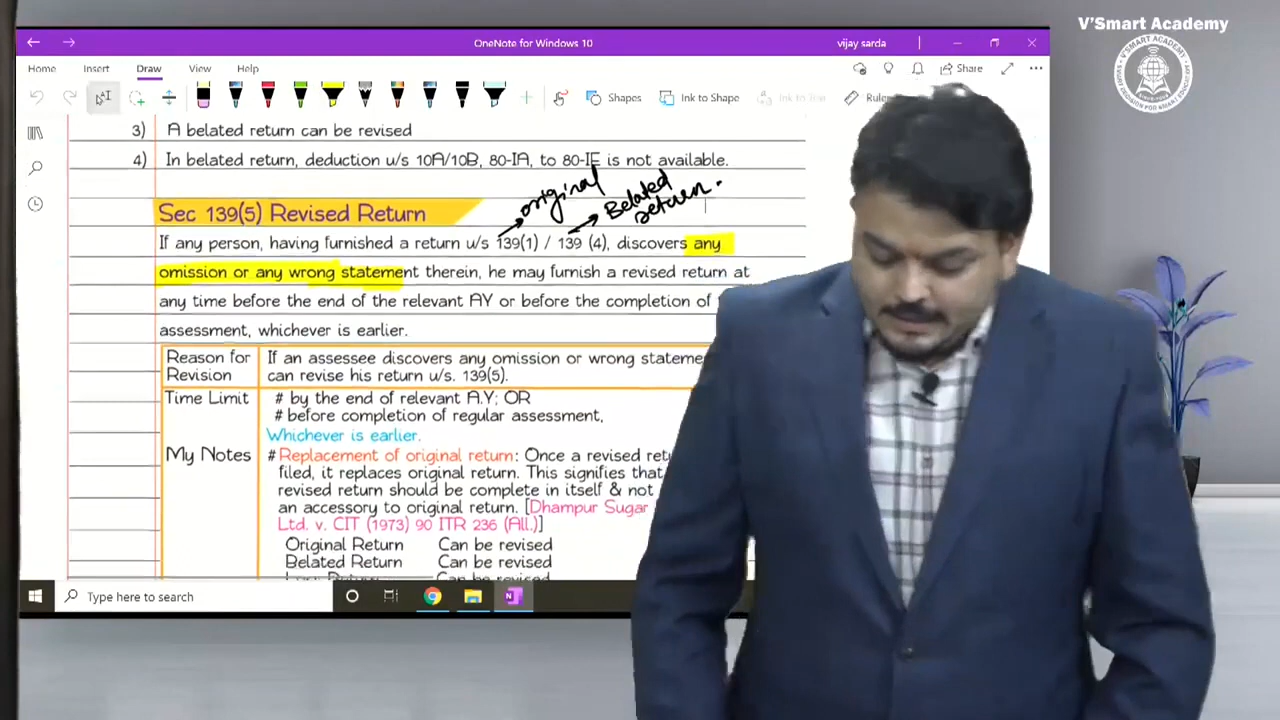 V'Smart Academy
OneNote for Windows 10
vijay sarda
Home Insert Draw View Help
Share
Shapes Ink to Shape Ink to Text Ruler
3) A belated return can be revised
4) In belated return, deduction u/s 10A/10B, 80-IA, to 80-IE is not available.
original
Belated return.
Sec 139(5) Revised Return
If any person, having furnished a return u/s 139(1) / 139 (4), discovers any
omission or any wrong statement therein, he may furnish a revised return at
any time before the end of the relevant AY or before the completion of
assessment, whichever is earlier.
Reason for Revision
If an assessee discovers any omission or wrong
can revise his return u/s. 139(5).
Time Limit
# by the end of relevant A.Y; OR
# before completion of regular assessment,
Whichever is earlier.
My Notes
# Replacement of original return: Once a revised
filed, it replaces original return. This signifies that
revised return should be complete in itself & not
an accessory to original return. [Dhampur Sugar
Ltd. v. CIT (1973) 90 ITR 236 (All.)]
Original Return Can be revised
Belated Return Can be revised
Can be revised
Type here to search